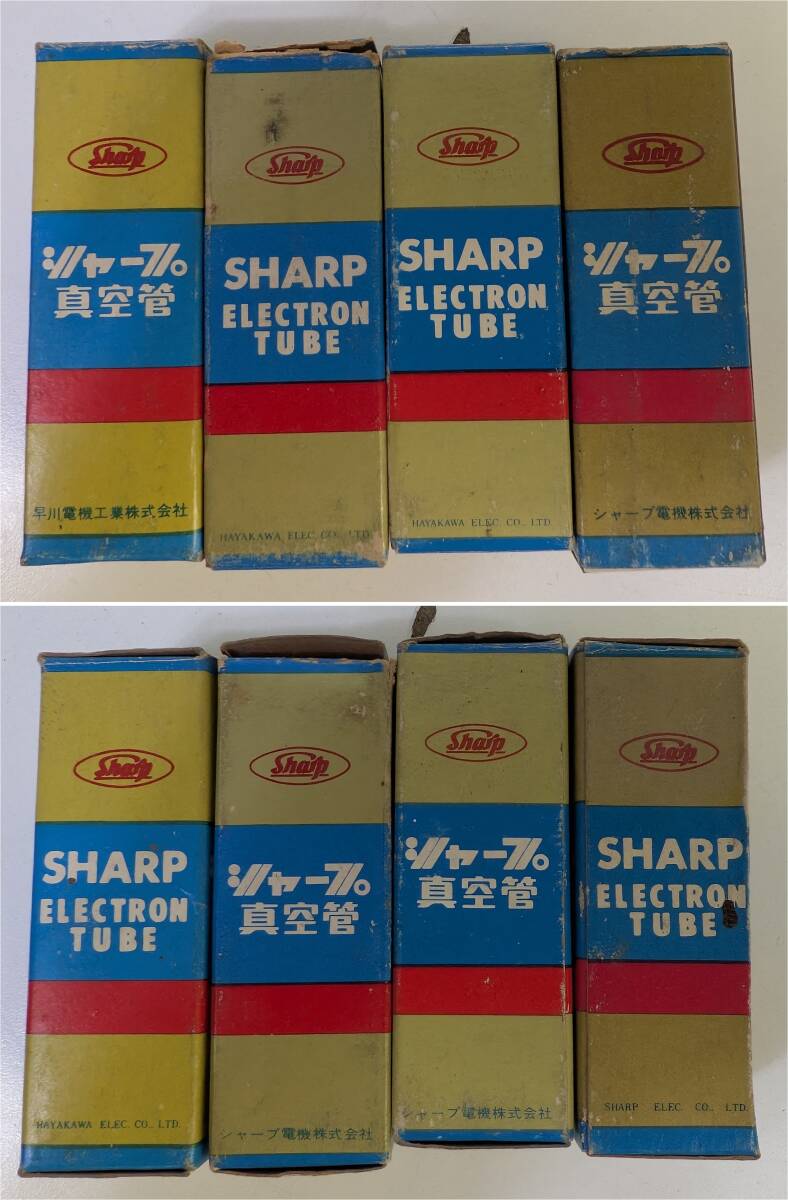 Sharp
シャープ
真空管
早川電機工業株式会社
Sharp
SHARP
ELECTRON
TUBE
HAYAKAWA ELEC. CO., LTD.
Sharp
SHARP
ELECTRON
TUBE
HAYAKAWA ELEC. CO., LTD.
Sharp
シャープ
真空管
シャープ電機株式会社
Sharp
SHARP
ELECTRON
TUBE
HAYAKAWA ELEC. CO., LTD.
Sharp
シャープ
真空管
シャープ電機株式会社
Sharp
シャープ
真空管
シャープ電機株式会社
Sharp
SHARP
ELECTRON
TUBE
SHARP ELEC. CO., LTD.